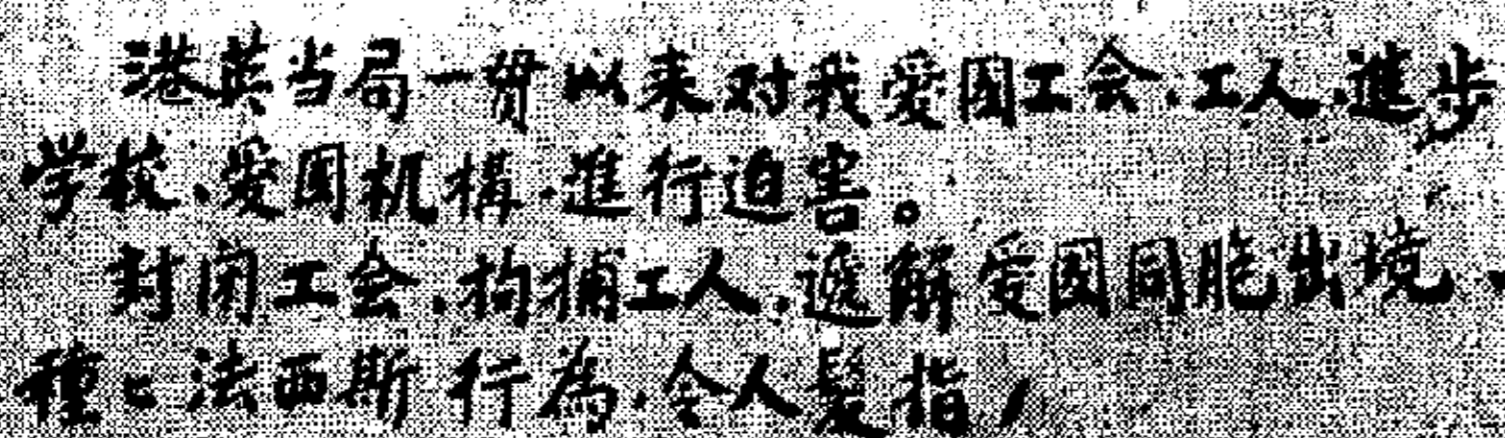 港英当局一贯以来对我爱国工会、工人、進步
学校、爱国机構、進行迫害。
封闭工会、拘捕工人、遞解爱国同胞出境、
種々法西斯行為、令人髮指，